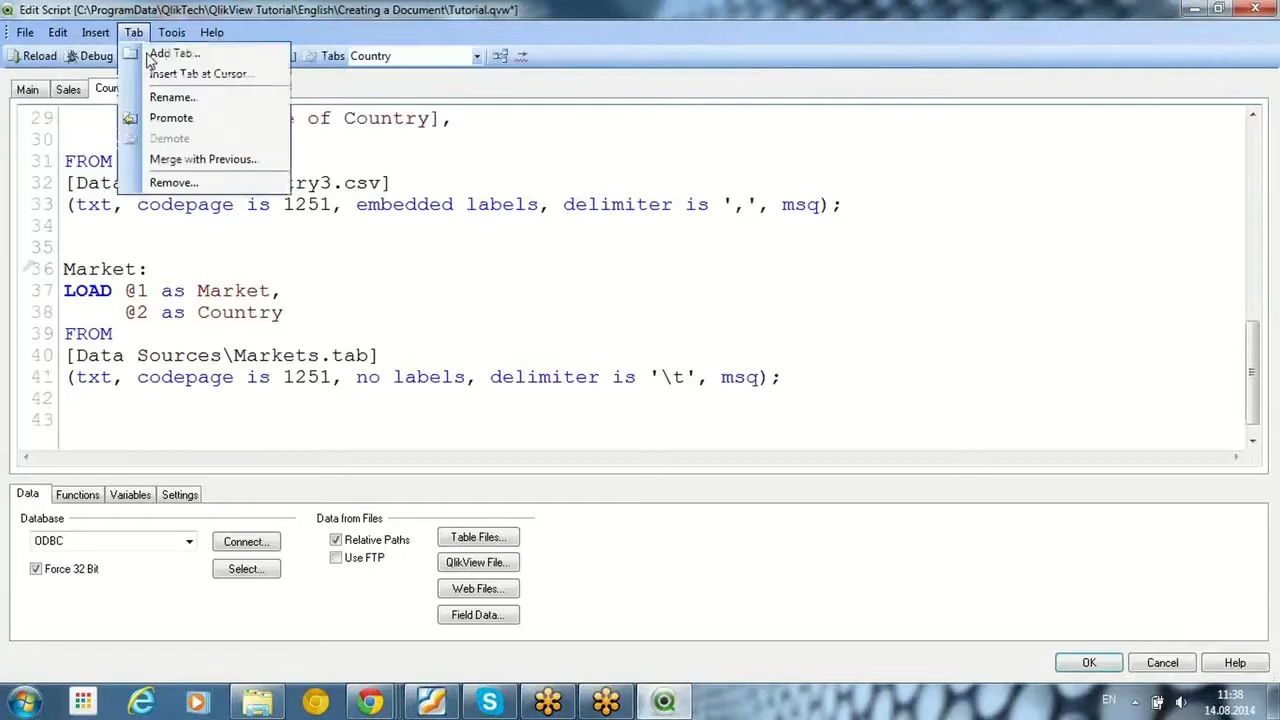 Edit Script [C:\ProgramData\QlikTech\QlikView Tutorial\English\Creating a Document\Tutorial.qvw*]
File Edit Insert Tab Tools Help
Reload Debug Tabs Country
Add Tab...
Insert Tab at Cursor...
Rename...
Promote
Demote
Merge with Previous...
Remove...
Main Sales
29 of Country],
30
31 FROM
32 [Data ry3.csv]
33 (txt, codepage is 1251, embedded labels, delimiter is ',', msq);
34
35
36 Market:
37 LOAD @1 as Market,
38 @2 as Country
39 FROM
40 [Data Sources\Markets.tab]
41 (txt, codepage is 1251, no labels, delimiter is '\t', msq);
42
43
Data Functions Variables Settings
Database Data from Files
ODBC Connect... Relative Paths Table Files...
Force 32 Bit Select... Use FTP QlikView File...
Web Files...
Field Data...
OK Cancel Help
EN 11:38
14.08.2014